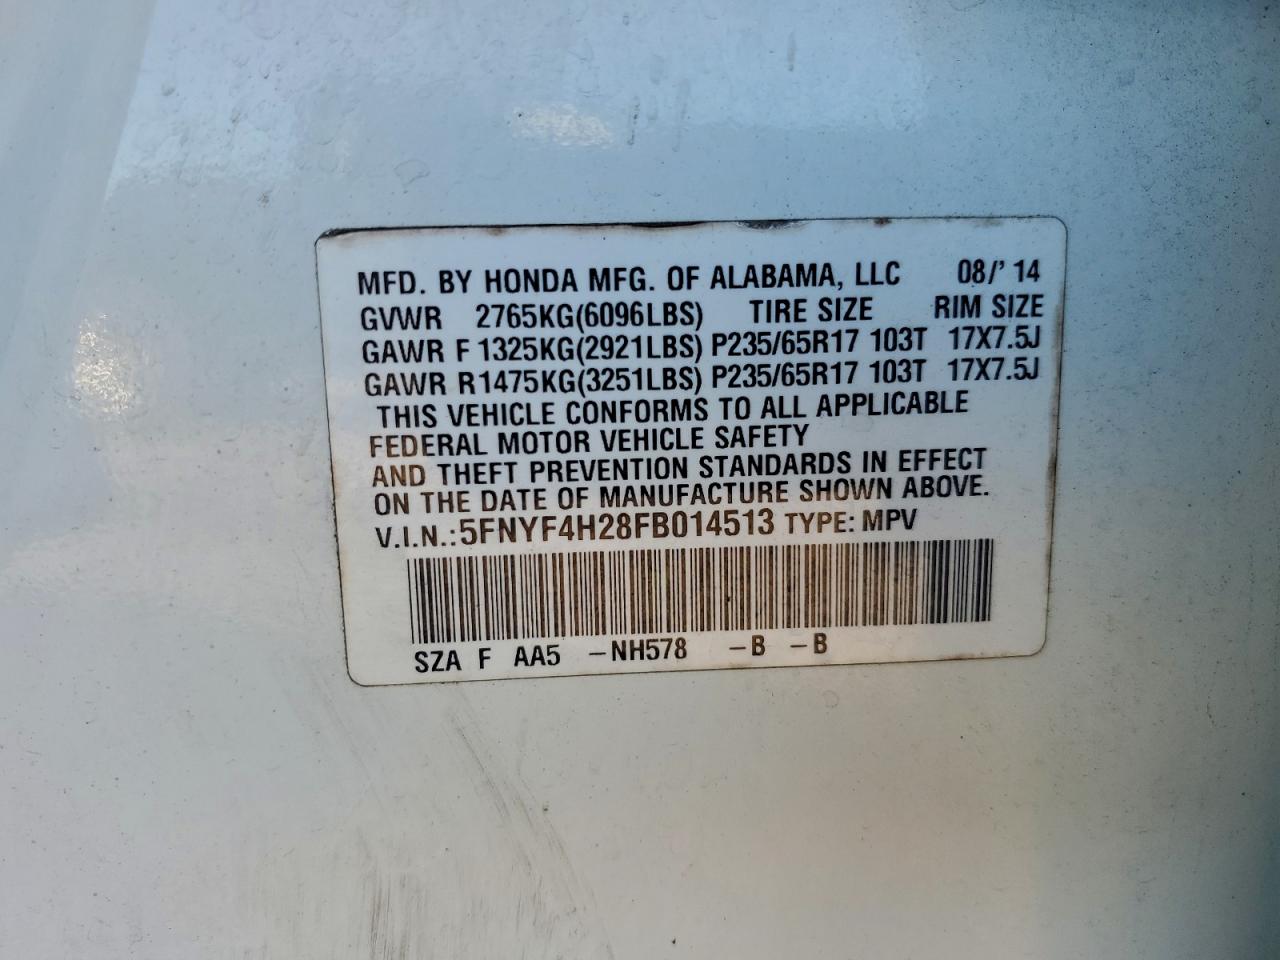 MFD. BY HONDA MFG. OF ALABAMA, LLC 08/'14
GVWR 2765KG(6096LBS) TIRE SIZE RIM SIZE
GAWR F 1325KG(2921LBS) P235/65R17 103T 17X7.5J
GAWR R1475KG(3251LBS) P235/65R17 103T 17X7.5J
THIS VEHICLE CONFORMS TO ALL APPLICABLE
FEDERAL MOTOR VEHICLE SAFETY
AND THEFT PREVENTION STANDARDS IN EFFECT
ON THE DATE OF MANUFACTURE SHOWN ABOVE.
V.I.N.:5FNYF4H28FB014513 TYPE: MPV
SZA F AA5 –NH578 –B –B